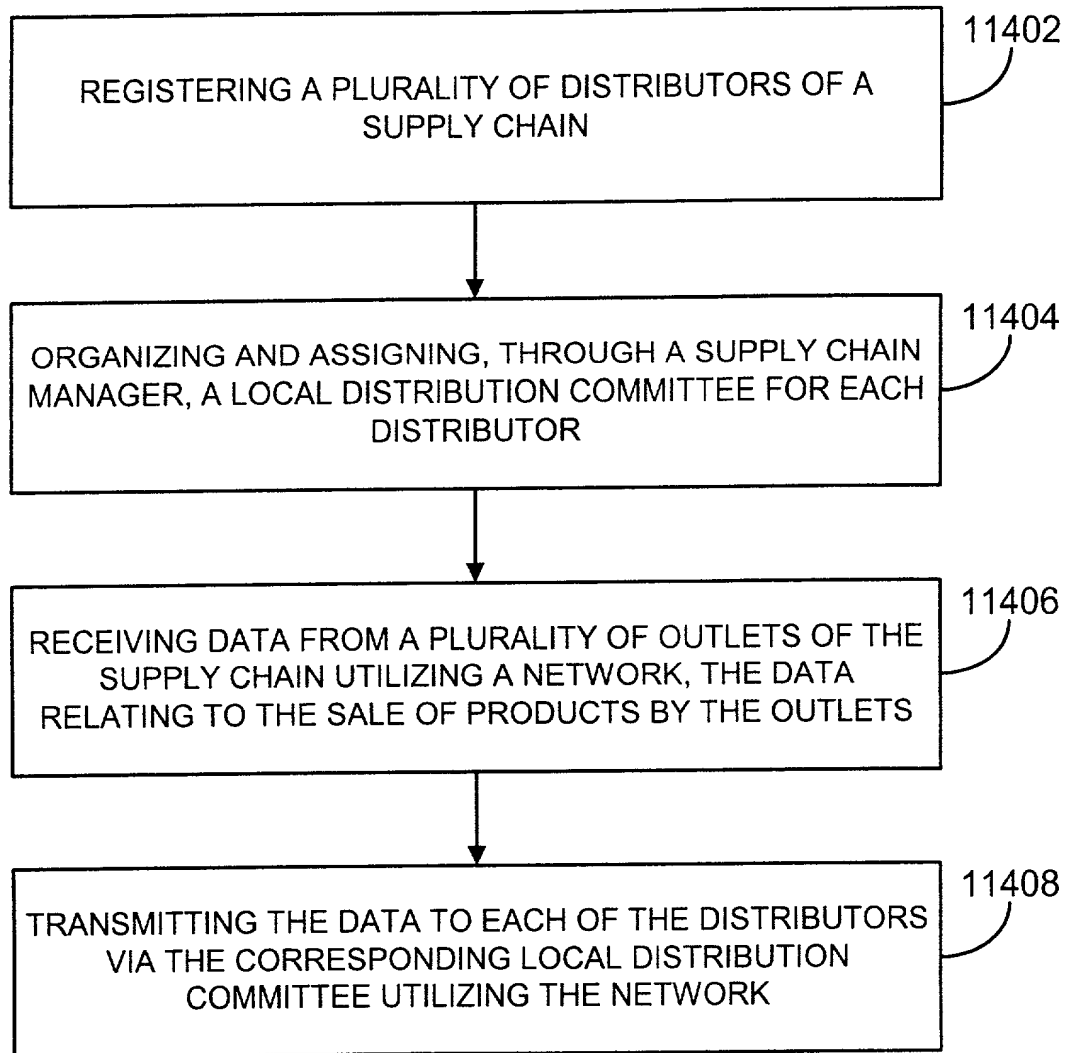 11402
REGISTERING A PLURALITY OF DISTRIBUTORS OF A
SUPPLY CHAIN
11404
ORGANIZING AND ASSIGNING, THROUGH A SUPPLY CHAIN
MANAGER, A LOCAL DISTRIBUTION COMMITTEE FOR EACH
DISTRIBUTOR
11406
RECEIVING DATA FROM A PLURALITY OF OUTLETS OF THE
SUPPLY CHAIN UTILIZING A NETWORK, THE DATA
RELATING TO THE SALE OF PRODUCTS BY THE OUTLETS
11408
TRANSMITTING THE DATA TO EACH OF THE DISTRIBUTORS
VIA THE CORRESPONDING LOCAL DISTRIBUTION
COMMITTEE UTILIZING THE NETWORK